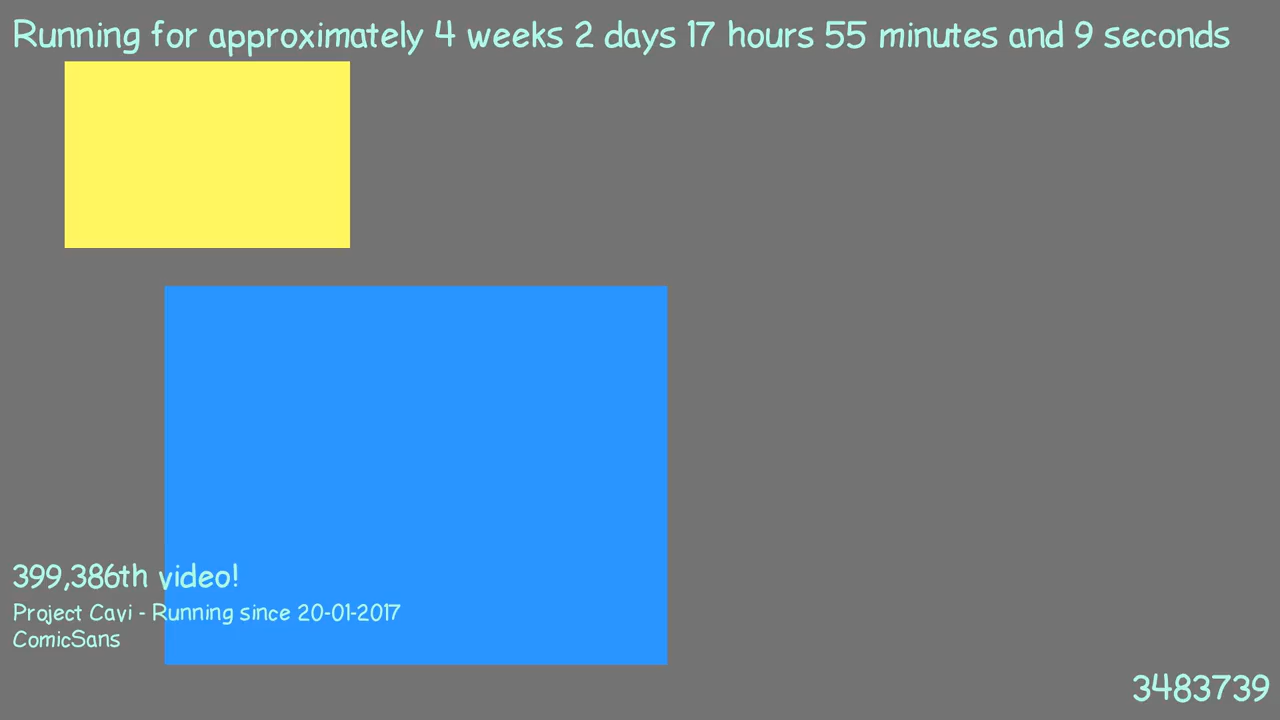 Running for approximately 4 weeks 2 days 17 hours 55 minutes and 9 seconds
399,386th video!
Project Cavi - Running since 20-01-2017
ComicSans
3483739